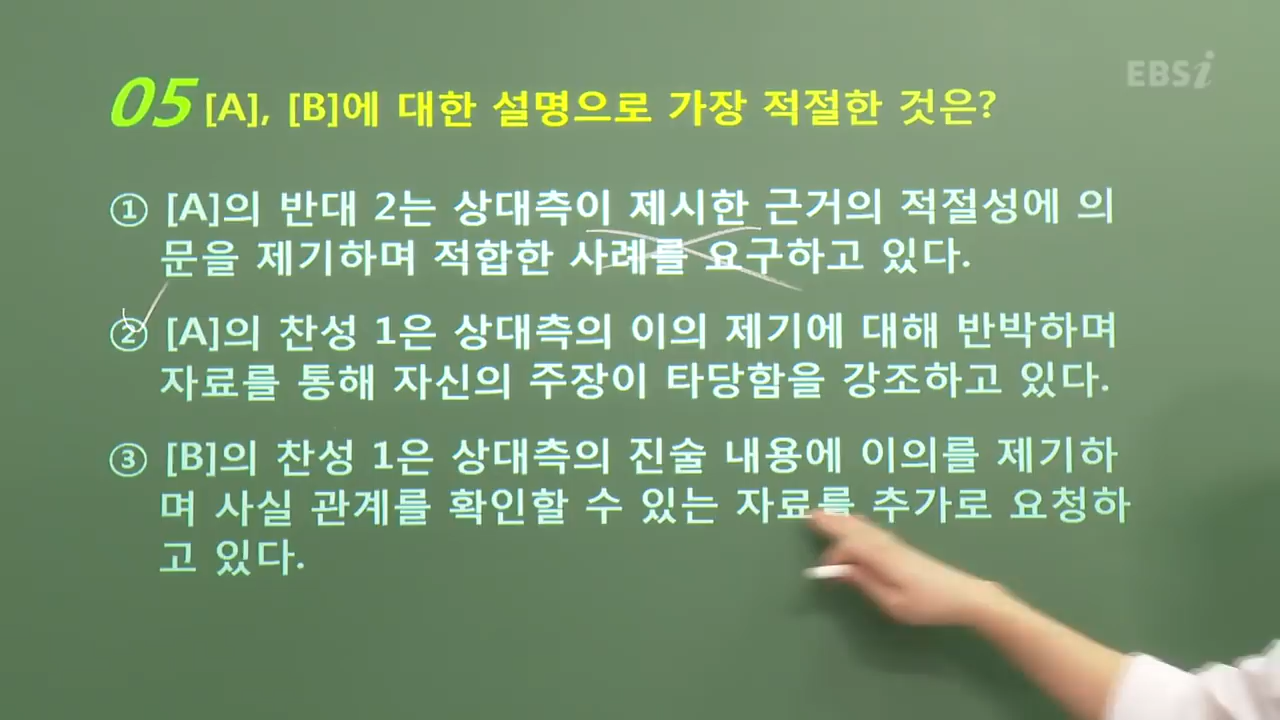 EBSi
05 [A], [B]에 대한 설명으로 가장 적절한 것은?
① [A]의 반대 2는 상대측이 제시한 근거의 적절성에 의
문을 제기하며 적합한 사례를 요구하고 있다.
② [A]의 찬성 1은 상대측의 이의 제기에 대해 반박하며
자료를 통해 자신의 주장이 타당함을 강조하고 있다.
③ [B]의 찬성 1은 상대측의 진술 내용에 이의를 제기하
며 사실 관계를 확인할 수 있는 자료를 추가로 요청하
고 있다.